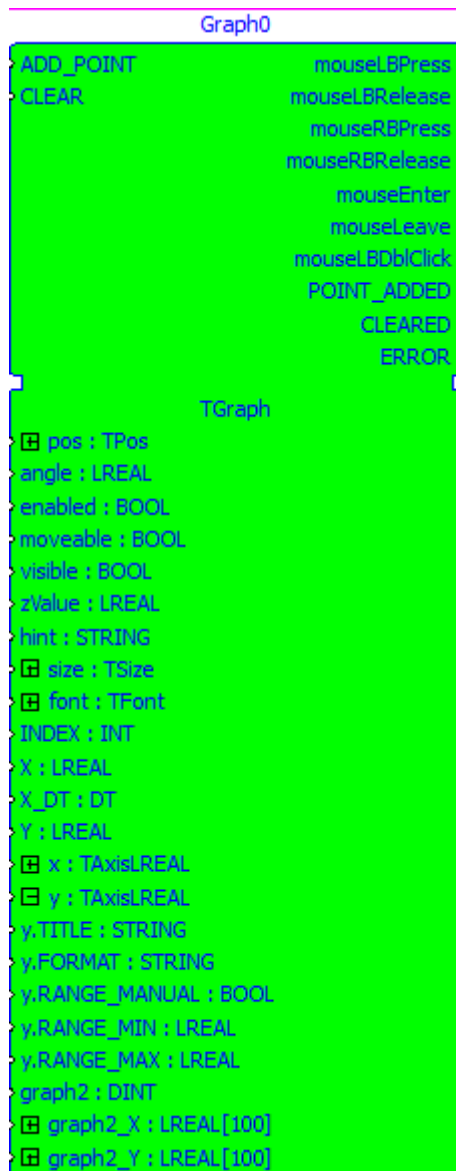 Graph0
ADD_POINT mouseLBPress
CLEAR mouseLBRelease
mouseRBPress
mouseRBRelease
mouseEnter
mouseLeave
mouseLBDblClick
POINT_ADDED
CLEARED
ERROR
TGraph
pos : TPos
angle : LREAL
enabled : BOOL
moveable : BOOL
visible : BOOL
zValue : LREAL
hint : STRING
size : TSize
font : TFont
INDEX : INT
X : LREAL
X_DT : DT
Y : LREAL
x : TAxisLREAL
y : TAxisLREAL
y.TITLE : STRING
y.FORMAT : STRING
y.RANGE_MANUAL : BOOL
y.RANGE_MIN : LREAL
y.RANGE_MAX : LREAL
graph2 : DINT
graph2_X : LREAL[100]
graph2_Y : LREAL[100]